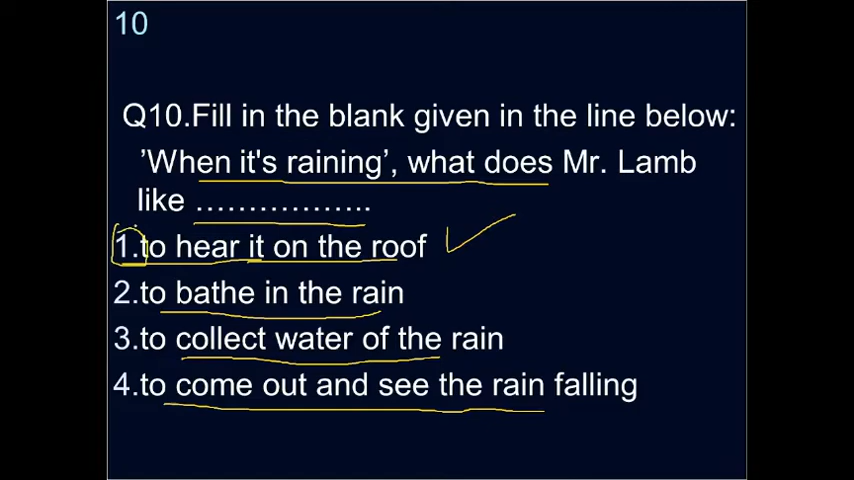 10
Q10.Fill in the blank given in the line below:
’When it's raining’, what does Mr. Lamb
like ………………..
1.to hear it on the roof
2.to bathe in the rain
3.to collect water of the rain
4.to come out and see the rain falling